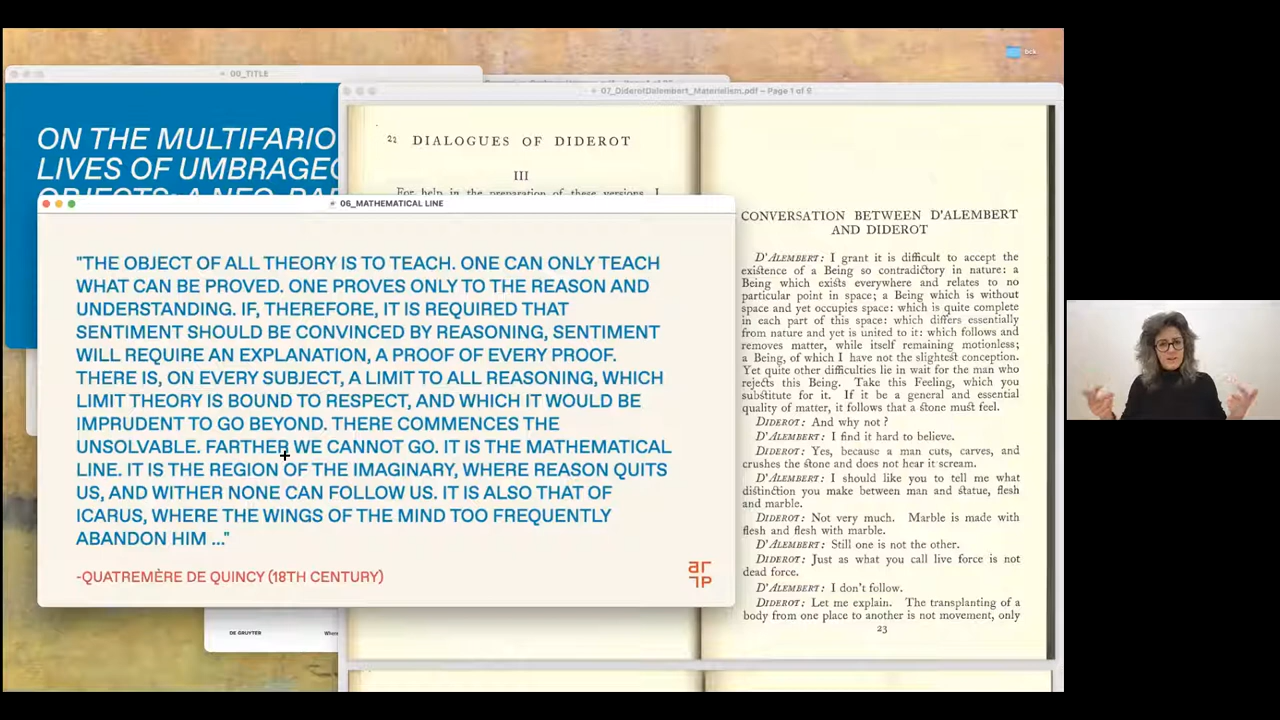 bck
00_TITLE
ON THE MULTIFARIO
LIVES OF UMBRAGEO
07_DiderotDalembert_Materialism.pdf – Page 1 of 9
22 DIALOGUES OF DIDEROT
III
For help in the preparation of these versions I
06_MATHEMATICAL LINE
"THE OBJECT OF ALL THEORY IS TO TEACH. ONE CAN ONLY TEACH
WHAT CAN BE PROVED. ONE PROVES ONLY TO THE REASON AND
UNDERSTANDING. IF, THEREFORE, IT IS REQUIRED THAT
SENTIMENT SHOULD BE CONVINCED BY REASONING, SENTIMENT
WILL REQUIRE AN EXPLANATION, A PROOF OF EVERY PROOF.
THERE IS, ON EVERY SUBJECT, A LIMIT TO ALL REASONING, WHICH
LIMIT THEORY IS BOUND TO RESPECT, AND WHICH IT WOULD BE
IMPRUDENT TO GO BEYOND. THERE COMMENCES THE
UNSOLVABLE. FARTHER WE CANNOT GO. IT IS THE MATHEMATICAL
LINE. IT IS THE REGION OF THE IMAGINARY, WHERE REASON QUITS
US, AND WITHER NONE CAN FOLLOW US. IT IS ALSO THAT OF
ICARUS, WHERE THE WINGS OF THE MIND TOO FREQUENTLY
ABANDON HIM ..."
-QUATREMÈRE DE QUINCY (18TH CENTURY)
CONVERSATION BETWEEN D'ALEMBERT
AND DIDEROT
D'ALEMBERT: I grant it is difficult to accept the
existence of a Being so contradictory in nature: a
Being which exists everywhere and relates to no
particular point in space; a Being which is without
space and yet occupies space: which is quite complete
in each part of this space: which differs essentially
from nature and yet is united to it: which follows and
removes matter, while itself remaining motionless;
a Being, of which I have not the slightest conception.
Yet quite other difficulties lie in wait for the man who
rejects this Being. Take this Feeling, which you
substitute for it. If it be a general and essential
quality of matter, it follows that a stone must feel.
DIDEROT: And why not?
D'ALEMBERT: I find it hard to believe.
DIDEROT: Yes, because a man cuts, carves, and
crushes the stone and does not hear it scream.
D'ALEMBERT: I should like you to tell me what
distinction you make between man and statue, flesh
and marble.
DIDEROT: Not very much. Marble is made with
flesh and flesh with marble.
D'ALEMBERT: Still one is not the other.
DIDEROT: Just as what you call live force is not
dead force.
D'ALEMBERT: I don't follow.
DIDEROT: Let me explain. The transplanting of a
body from one place to another is not movement, only
23
DE GRUYTER